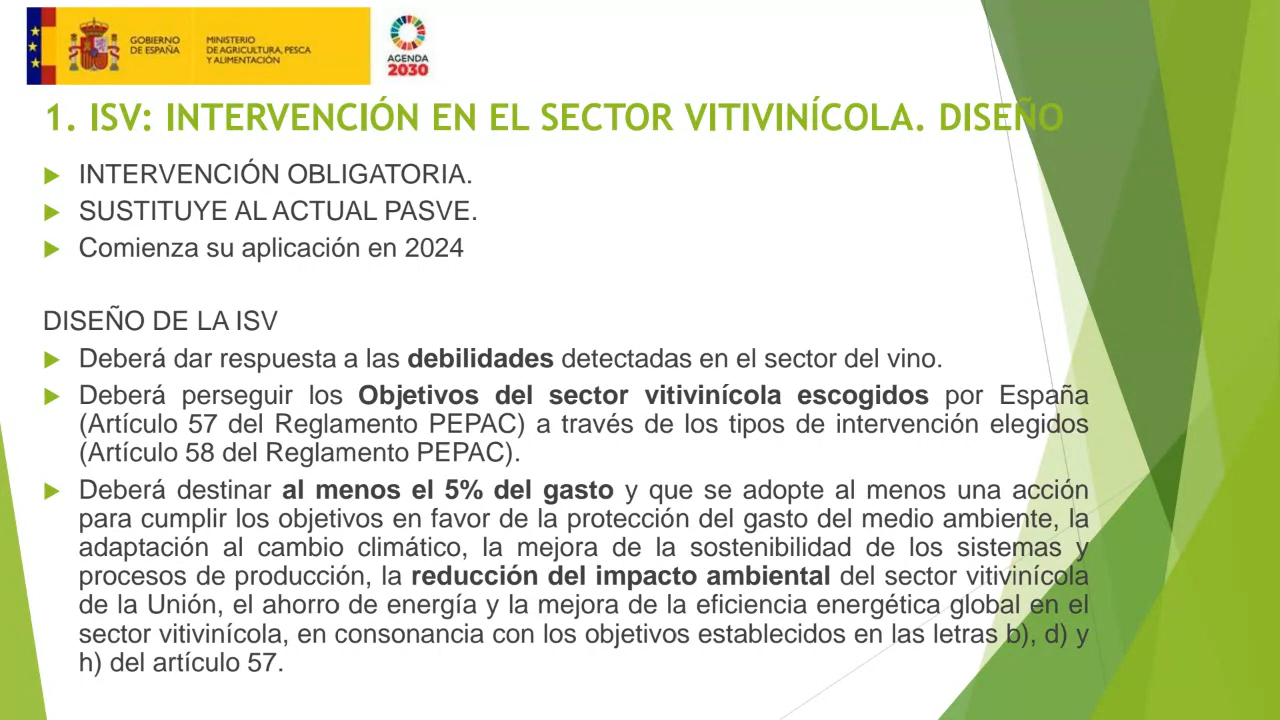 GOBIERNO
DE ESPAÑA
MINISTERIO
DE AGRICULTURA, PESCA
Y ALIMENTACIÓN
AGENDA
2030
1. ISV: INTERVENCIÓN EN EL SECTOR VITIVINÍCOLA. DISEÑO
INTERVENCIÓN OBLIGATORIA.
SUSTITUYE AL ACTUAL PASVE.
Comienza su aplicación en 2024
DISEÑO DE LA ISV
Deberá dar respuesta a las debilidades detectadas en el sector del vino.
Deberá perseguir los Objetivos del sector vitivinícola escogidos por España
(Artículo 57 del Reglamento PEPAC) a través de los tipos de intervención elegidos
(Artículo 58 del Reglamento PEPAC).
Deberá destinar al menos el 5% del gasto y que se adopte al menos una acción
para cumplir los objetivos en favor de la protección del gasto del medio ambiente, la
adaptación al cambio climático, la mejora de la sostenibilidad de los sistemas y
procesos de producción, la reducción del impacto ambiental del sector vitivinícola
de la Unión, el ahorro de energía y la mejora de la eficiencia energética global en el
sector vitivinícola, en consonancia con los objetivos establecidos en las letras b), d) y
h) del artículo 57.